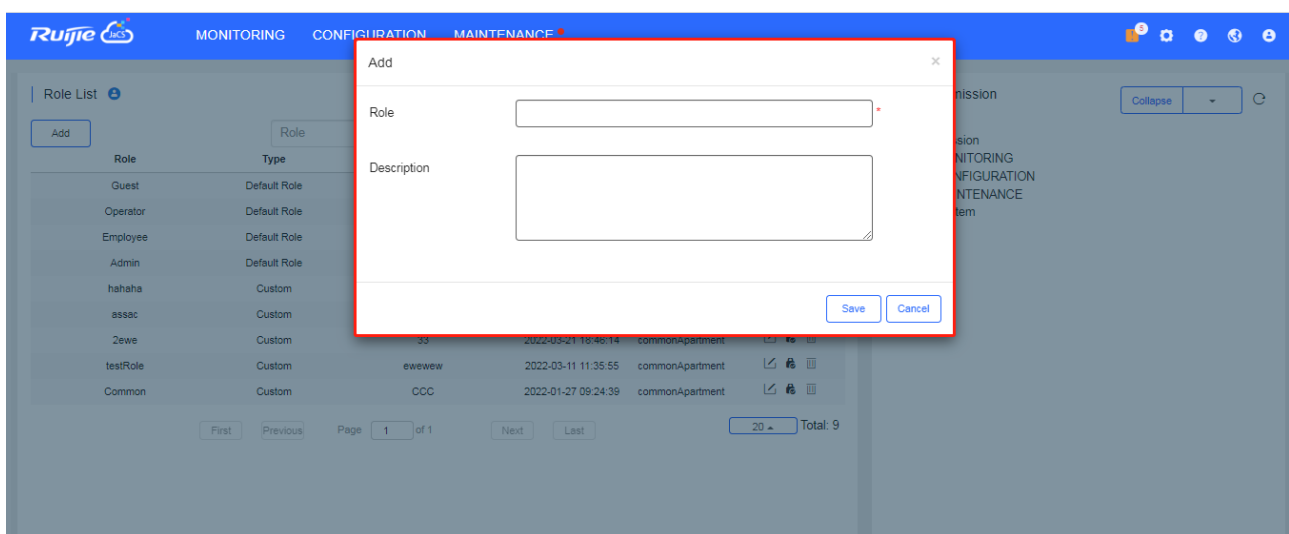 Ruijie JaCS MONITORING CONFIGURATION MAINTENANCE 5
Add ×
Role List
Role *
Description
Save Cancel
Add Role
Role Type
Guest Default Role
Operator Default Role
Employee Default Role
Admin Default Role
hahaha Custom
assac Custom
2ewe Custom 33 2022-03-21 18:46:14 commonApartment
testRole Custom ewewew 2022-03-11 11:35:55 commonApartment
Common Custom CCC 2022-01-27 09:24:39 commonApartment
First Previous Page 1 of 1 Next Last 20 Total: 9
mission Collapse
ssion
NITORING
NFIGURATION
NTENANCE
tem